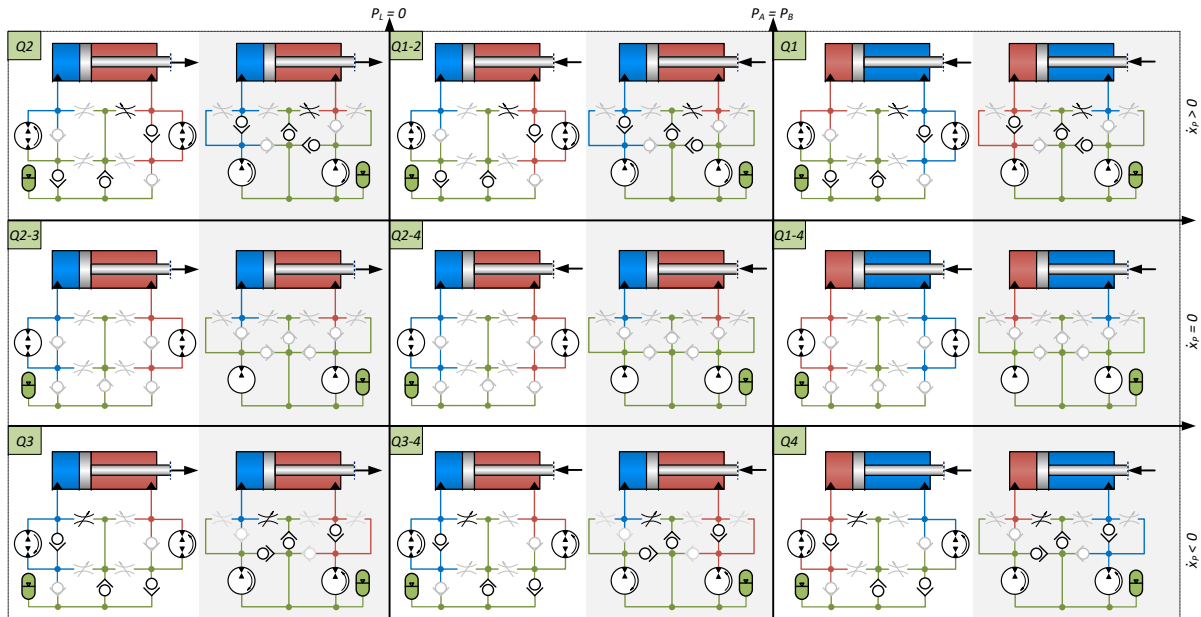 P_L = 0
P_A = P_B
Q2
Q1-2
Q1
ẋ_P > 0
Q2-3
Q2-4
Q1-4
ẋ_P = 0
Q3
Q3-4
Q4
ẋ_P < 0